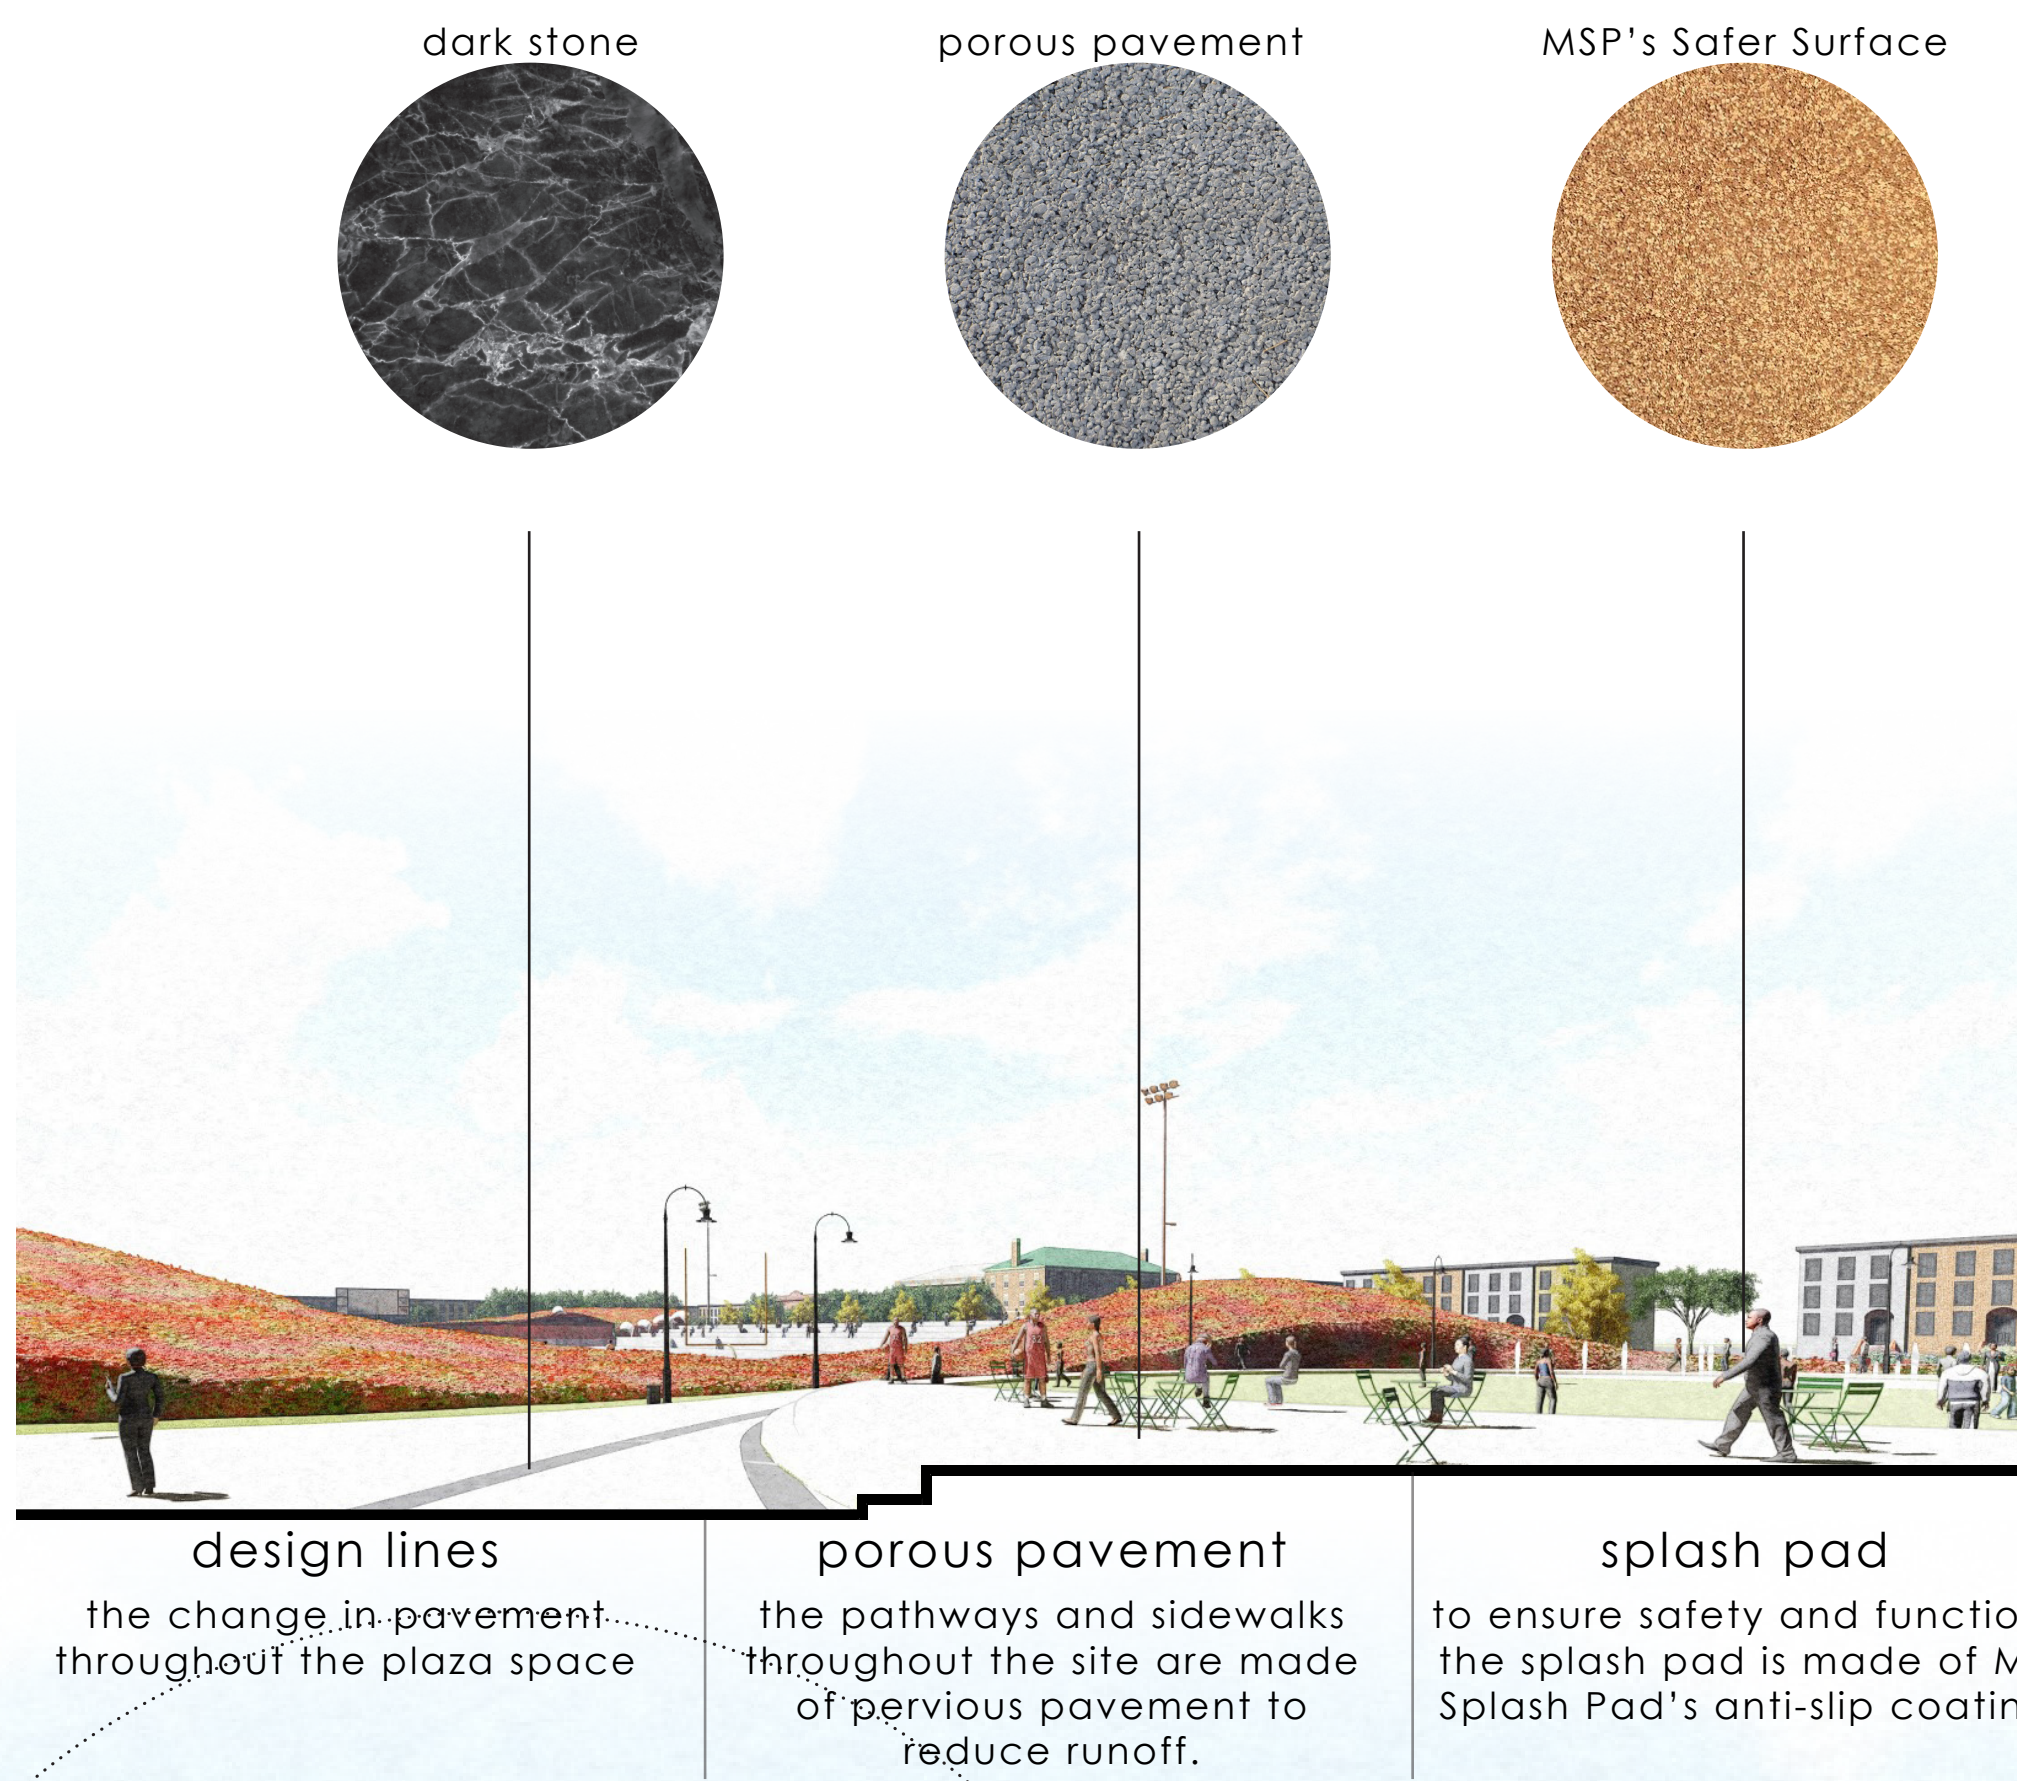 dark stone
porous pavement
MSP's Safer Surface
design lines
the change in pavement
throughout the plaza space
porous pavement
the pathways and sidewalks
throughout the site are made
of pervious pavement to
reduce runoff.
splash pad
to ensure safety and
the splash pad is made of
Splash Pad's anti-slip